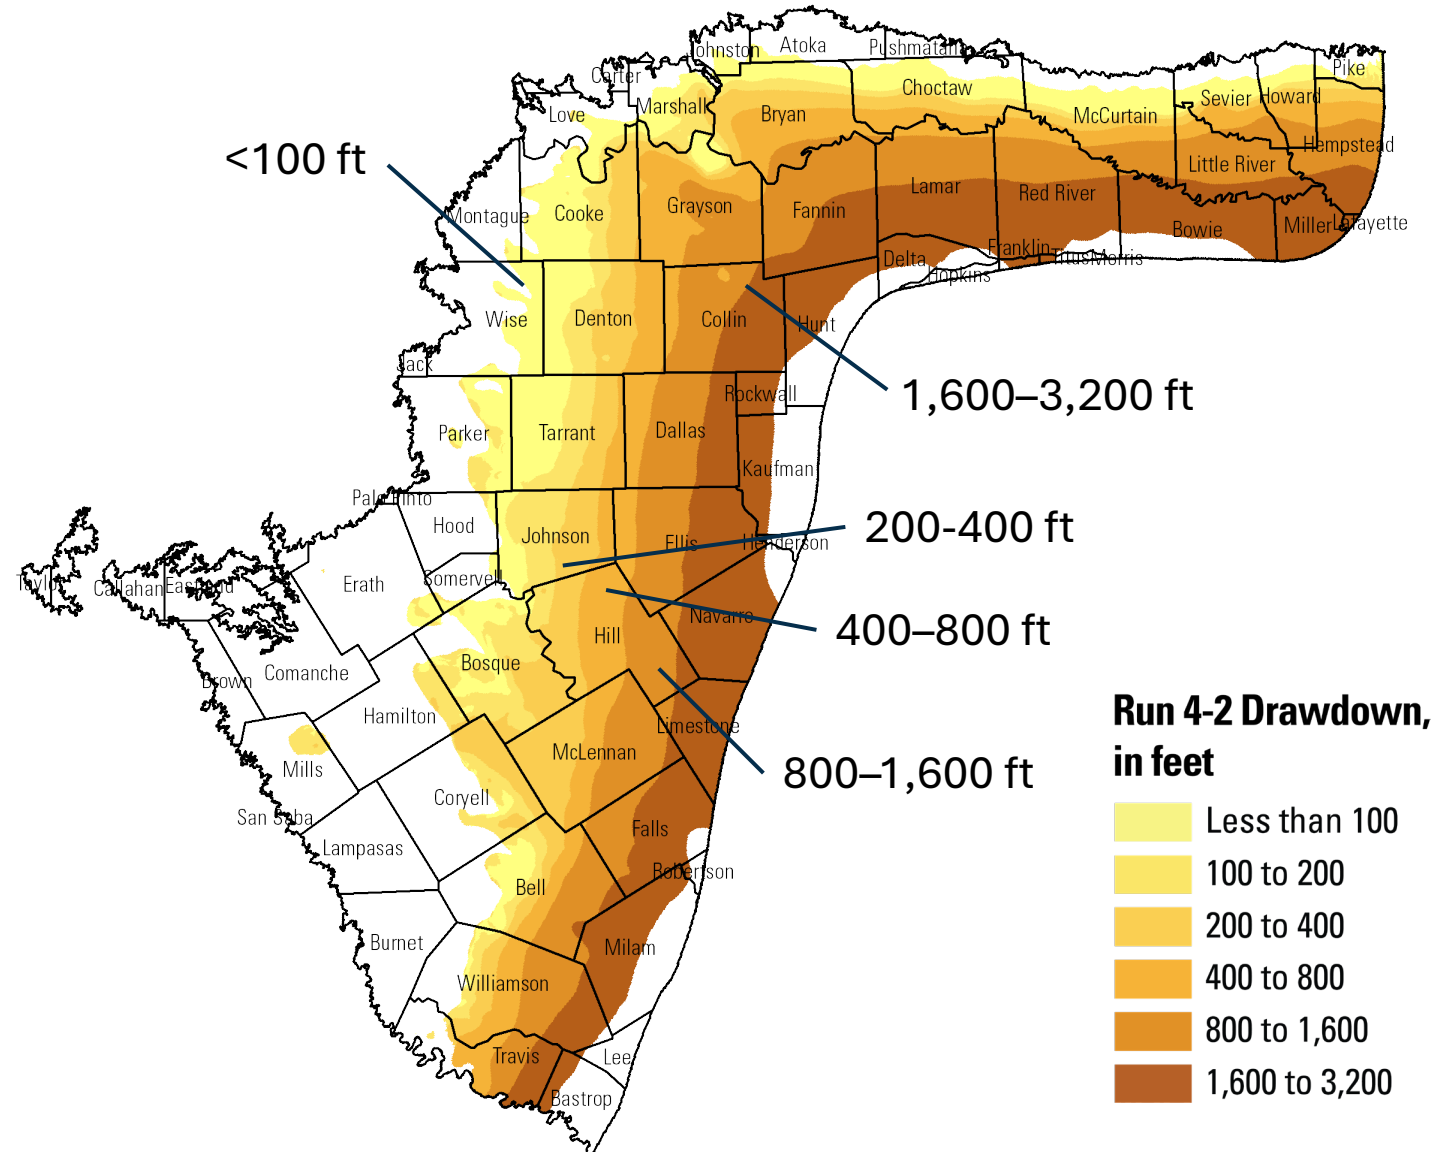 Johnston
Atoka
Pushmataha
Carter
Love
Marshall
Bryan
Choctaw
McCurtain
Sevier
Howard
Pike
Hempstead
Little River
<100 ft
Montague
Cooke
Grayson
Fannin
Lamar
Red River
Bowie
Miller
Lafayette
Delta
Franklin
Hopkins
Titus
Morris
Wise
Denton
Collin
Hunt
Jack
Rockwall
1,600–3,200 ft
Parker
Tarrant
Dallas
Kaufman
Palo Pinto
Hood
Johnson
Ellis
Henderson
200-400 ft
Taylor
Callahan
Eastland
Erath
Somervell
Navarro
400–800 ft
Hill
Bosque
Brown
Comanche
Hamilton
Limestone
McLennan
800–1,600 ft
Mills
Coryell
San Saba
Lampasas
Falls
Robertson
Bell
Burnet
Milam
Williamson
Travis
Lee
Bastrop
Run 4-2 Drawdown,
in feet
Less than 100
100 to 200
200 to 400
400 to 800
800 to 1,600
1,600 to 3,200